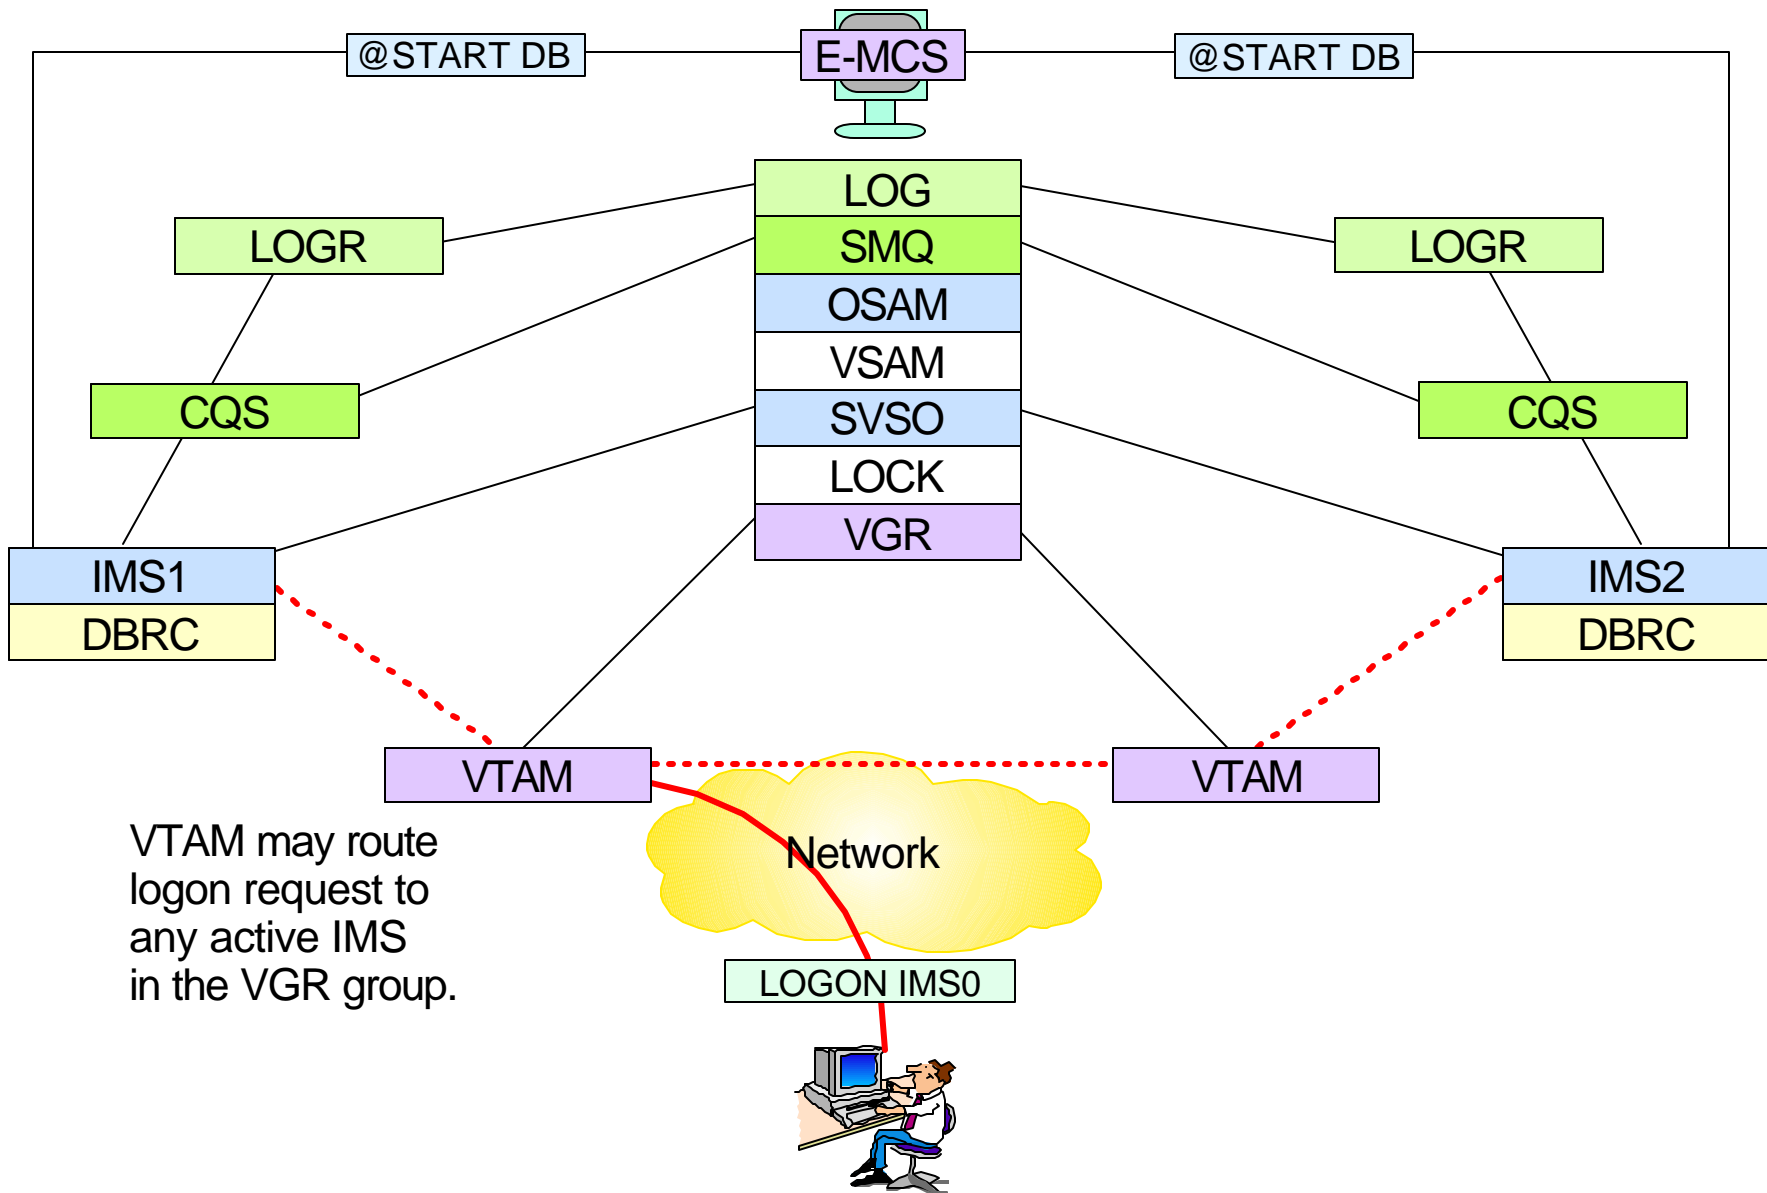 @START DB
E-MCS
@START DB
LOG
LOGR
SMQ
LOGR
OSAM
VSAM
CQS
SVSO
CQS
LOCK
VGR
IMS1
IMS2
DBRC
DBRC
VTAM
VTAM
Network
VTAM may route
logon request to
any active IMS
in the VGR group.
LOGON IMS0